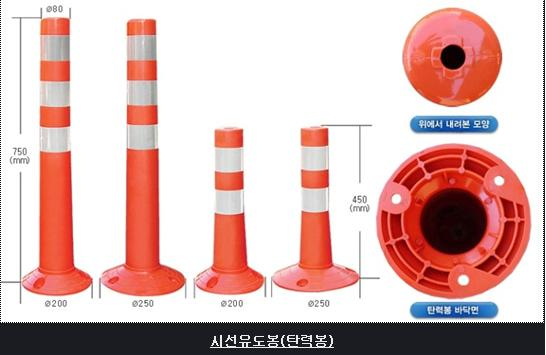 ø80
위에서 내려본 모양
750
(mm)
450
(mm)
ø200
ø250
ø200
ø250
탄력봉 바닥면
시선유도봉(탄력봉)